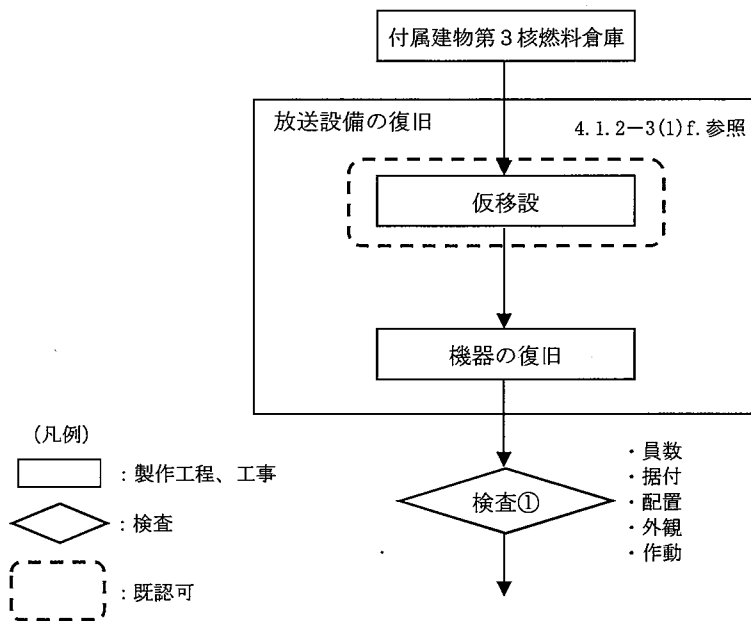 付属建物第3核燃料倉庫
放送設備の復旧
4.1.2-3(1)f.参照
仮移設
機器の復旧
検査①
・員数
・据付
・配置
・外観
・作動
(凡例)
：製作工程、工事
：検査
：既認可